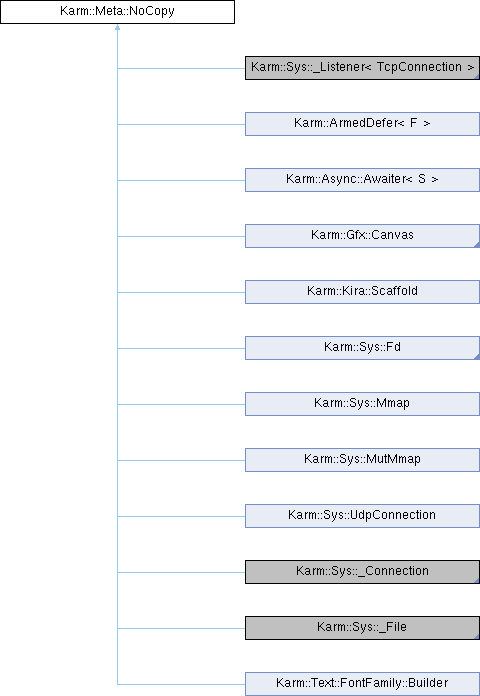 Karm::Meta::NoCopy
Karm::Sys::_Listener< TcpConnection >
Karm::ArmedDefer< F >
Karm::Async::Awaiter< S >
Karm::Gfx::Canvas
Karm::Kira::Scaffold
Karm::Sys::Fd
Karm::Sys::Mmap
Karm::Sys::MutMmap
Karm::Sys::UdpConnection
Karm::Sys::_Connection
Karm::Sys::_File
Karm::Text::FontFamily::Builder